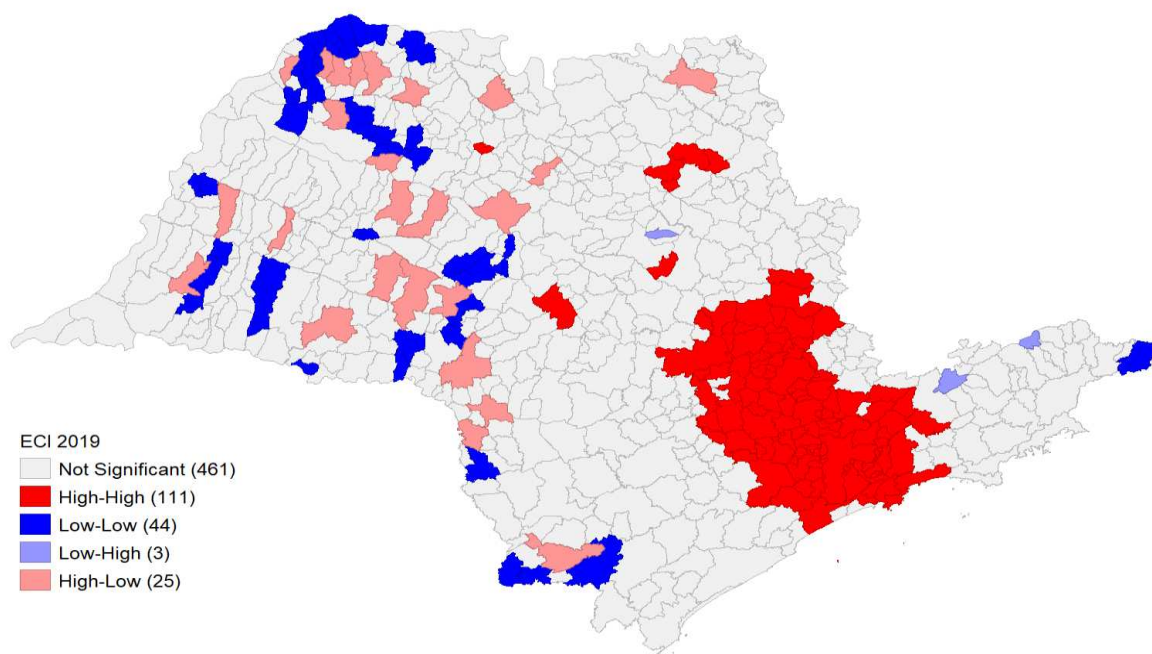 ECI 2019
Not Significant (461)
High-High (111)
Low-Low (44)
Low-High (3)
High-Low (25)